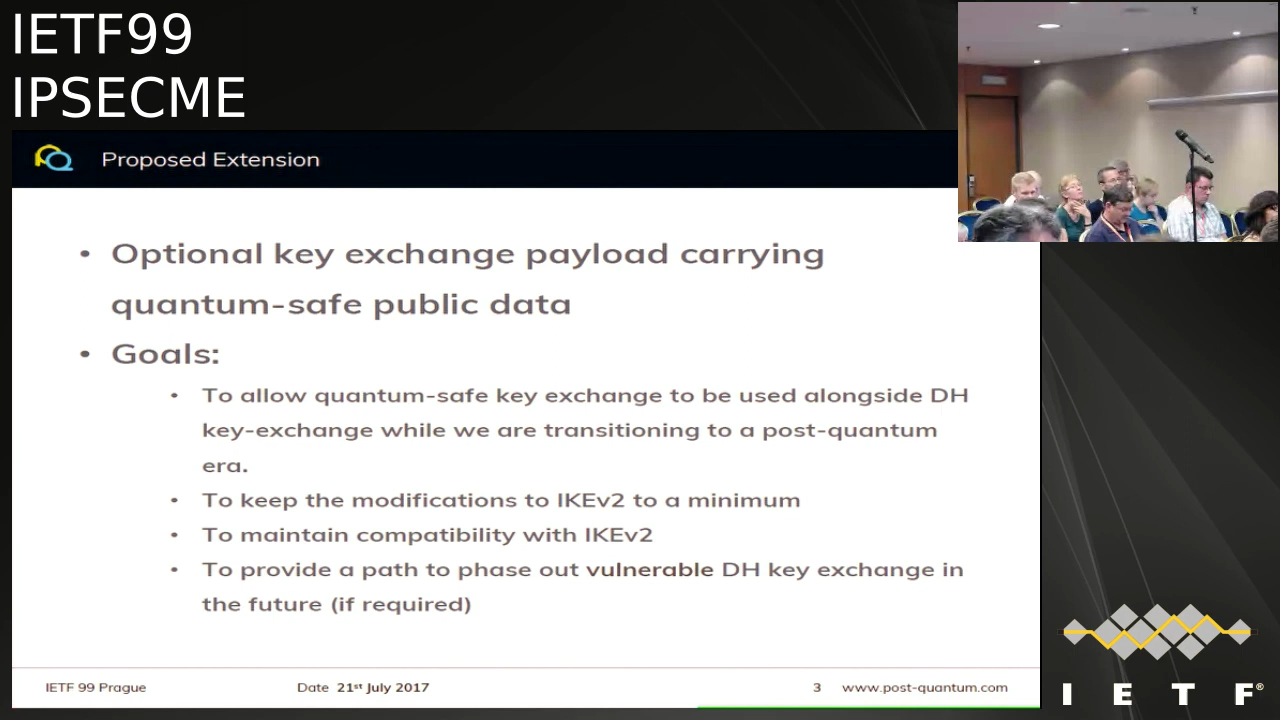 IETF99
IPSECME
Proposed Extension
• Optional key exchange payload carrying
quantum-safe public data
• Goals:
• To allow quantum-safe key exchange to be used alongside DH
key-exchange while we are transitioning to a post-quantum
era.
• To keep the modifications to IKEv2 to a minimum
• To maintain compatibility with IKEv2
• To provide a path to phase out vulnerable DH key exchange in
the future (if required)
IETF 99 Prague Date 21st July 2017 3 www.post-quantum.com
I E T F®